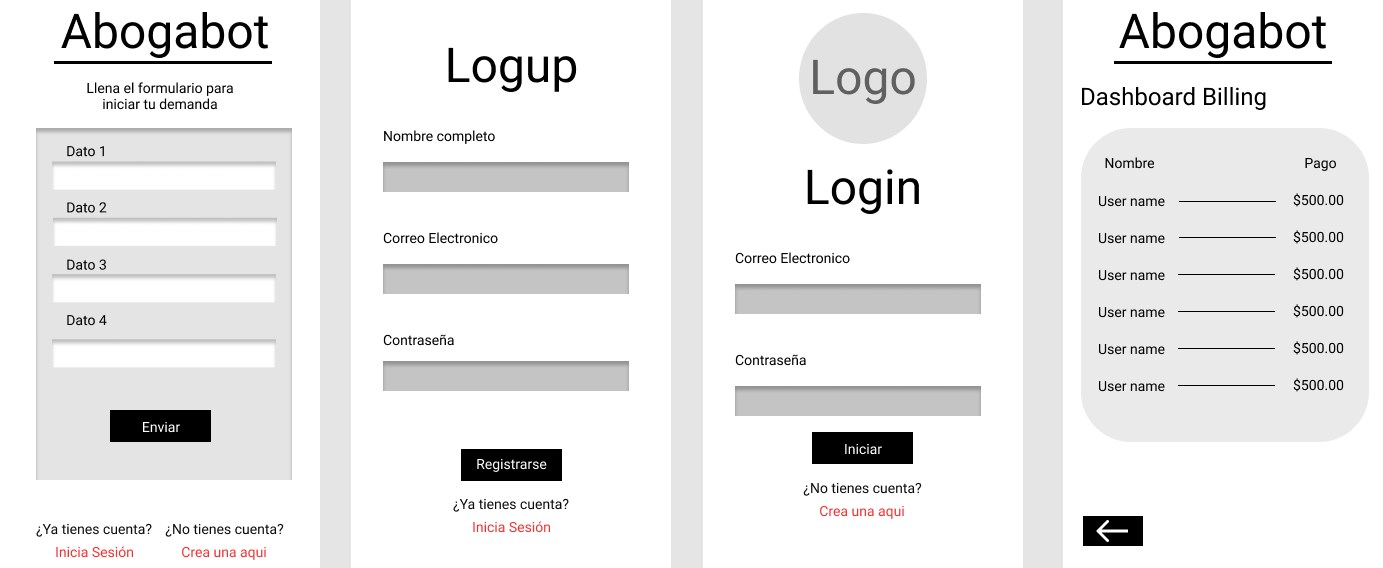 Abogabot
Llena el formulario para
iniciar tu demanda
Dato 1
Dato 2
Dato 3
Dato 4
Enviar
¿Ya tienes cuenta? ¿No tienes cuenta?
Inicia Sesión Crea una aqui
Logup
Nombre completo
Correo Electronico
Contraseña
Registrarse
¿Ya tienes cuenta?
Inicia Sesión
Logo
Login
Correo Electronico
Contraseña
Iniciar
¿No tienes cuenta?
Crea una aqui
Abogabot
Dashboard Billing
Nombre Pago
User name $500.00
User name $500.00
User name $500.00
User name $500.00
User name $500.00
User name $500.00